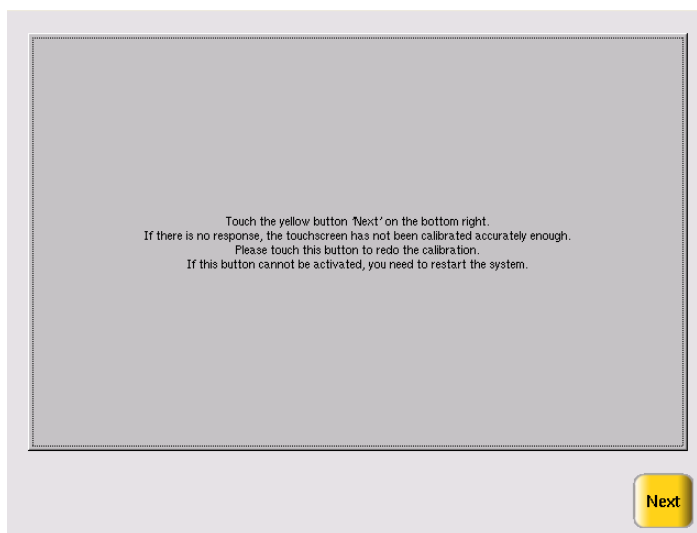 Touch the yellow button 'Next' on the bottom right.
If there is no response, the touchscreen has not been calibrated accurately enough.
Please touch this button to redo the calibration.
If this button cannot be activated, you need to restart the system.
Next